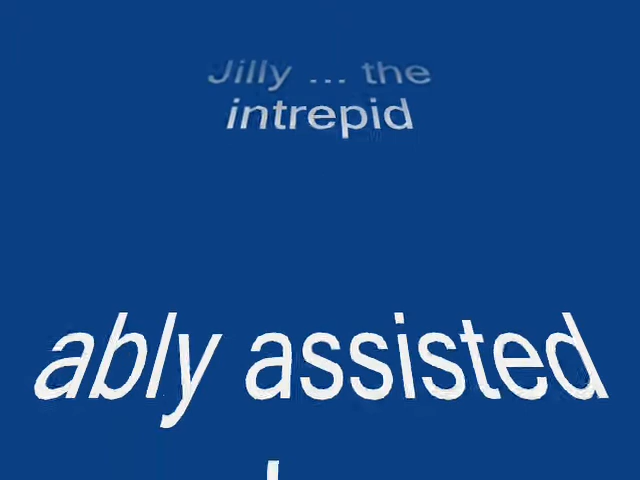 Jilly ... the
intrepid
ably assisted